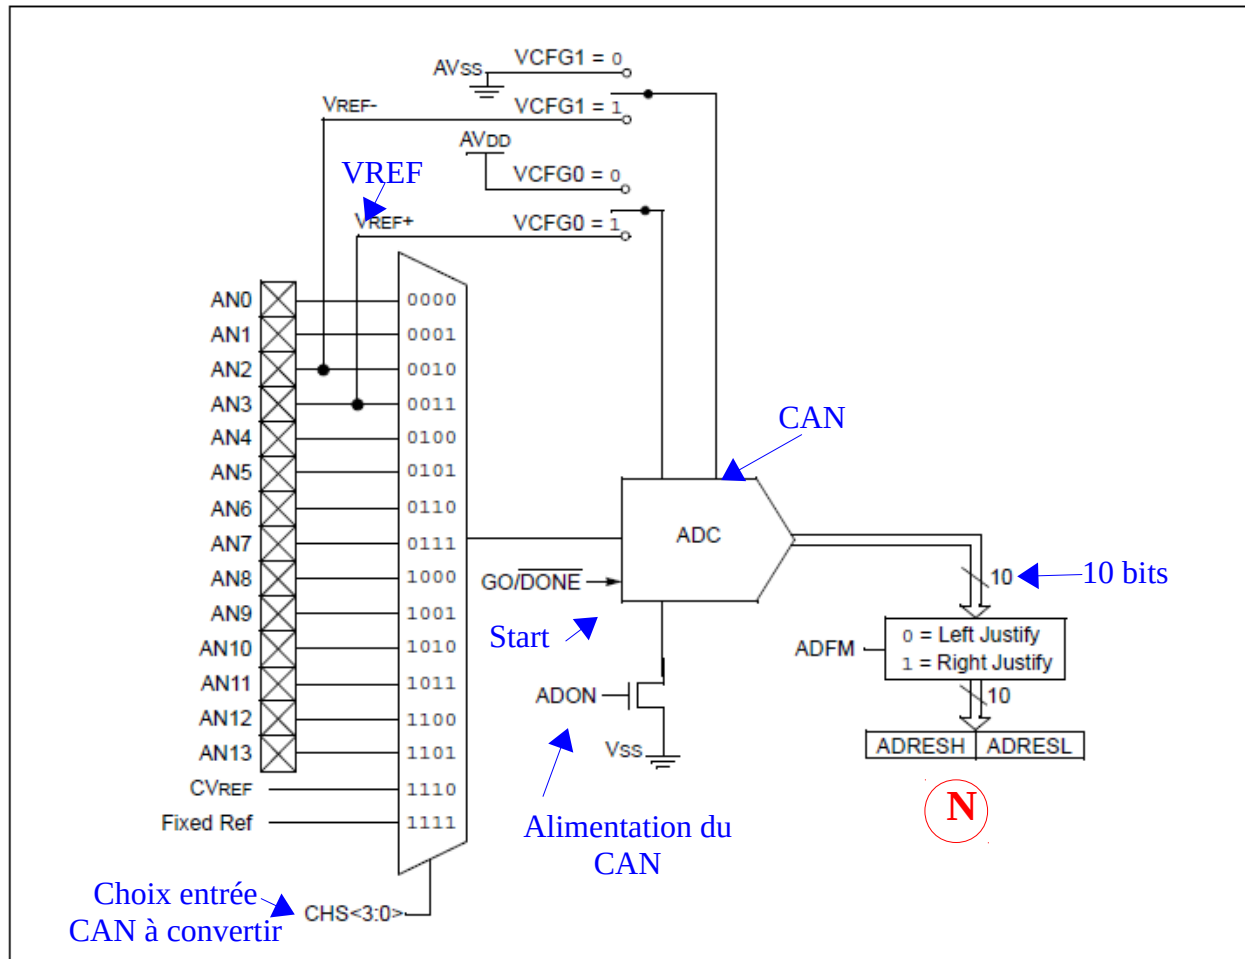 AVSS
VCFG1 = 0
VREF-
VCFG1 = 1
AVDD
VREF
VCFG0 = 0
VREF+
VCFG0 = 1
AN0 0000
AN1 0001
AN2 0010
AN3 0011
AN4 0100
AN5 0101
AN6 0110
AN7 0111
AN8 1000
AN9 1001
AN10 1010
AN11 1011
AN12 1100
AN13 1101
CVREF 1110
Fixed Ref 1111
CAN
ADC
GO/DONE
Start
10
10 bits
ADFM
0 = Left Justify
1 = Right Justify
10
ADON
VSS
ADRESH ADRESL
N
Alimentation du
CAN
Choix entrée
CAN à convertir
CHS<3:0>